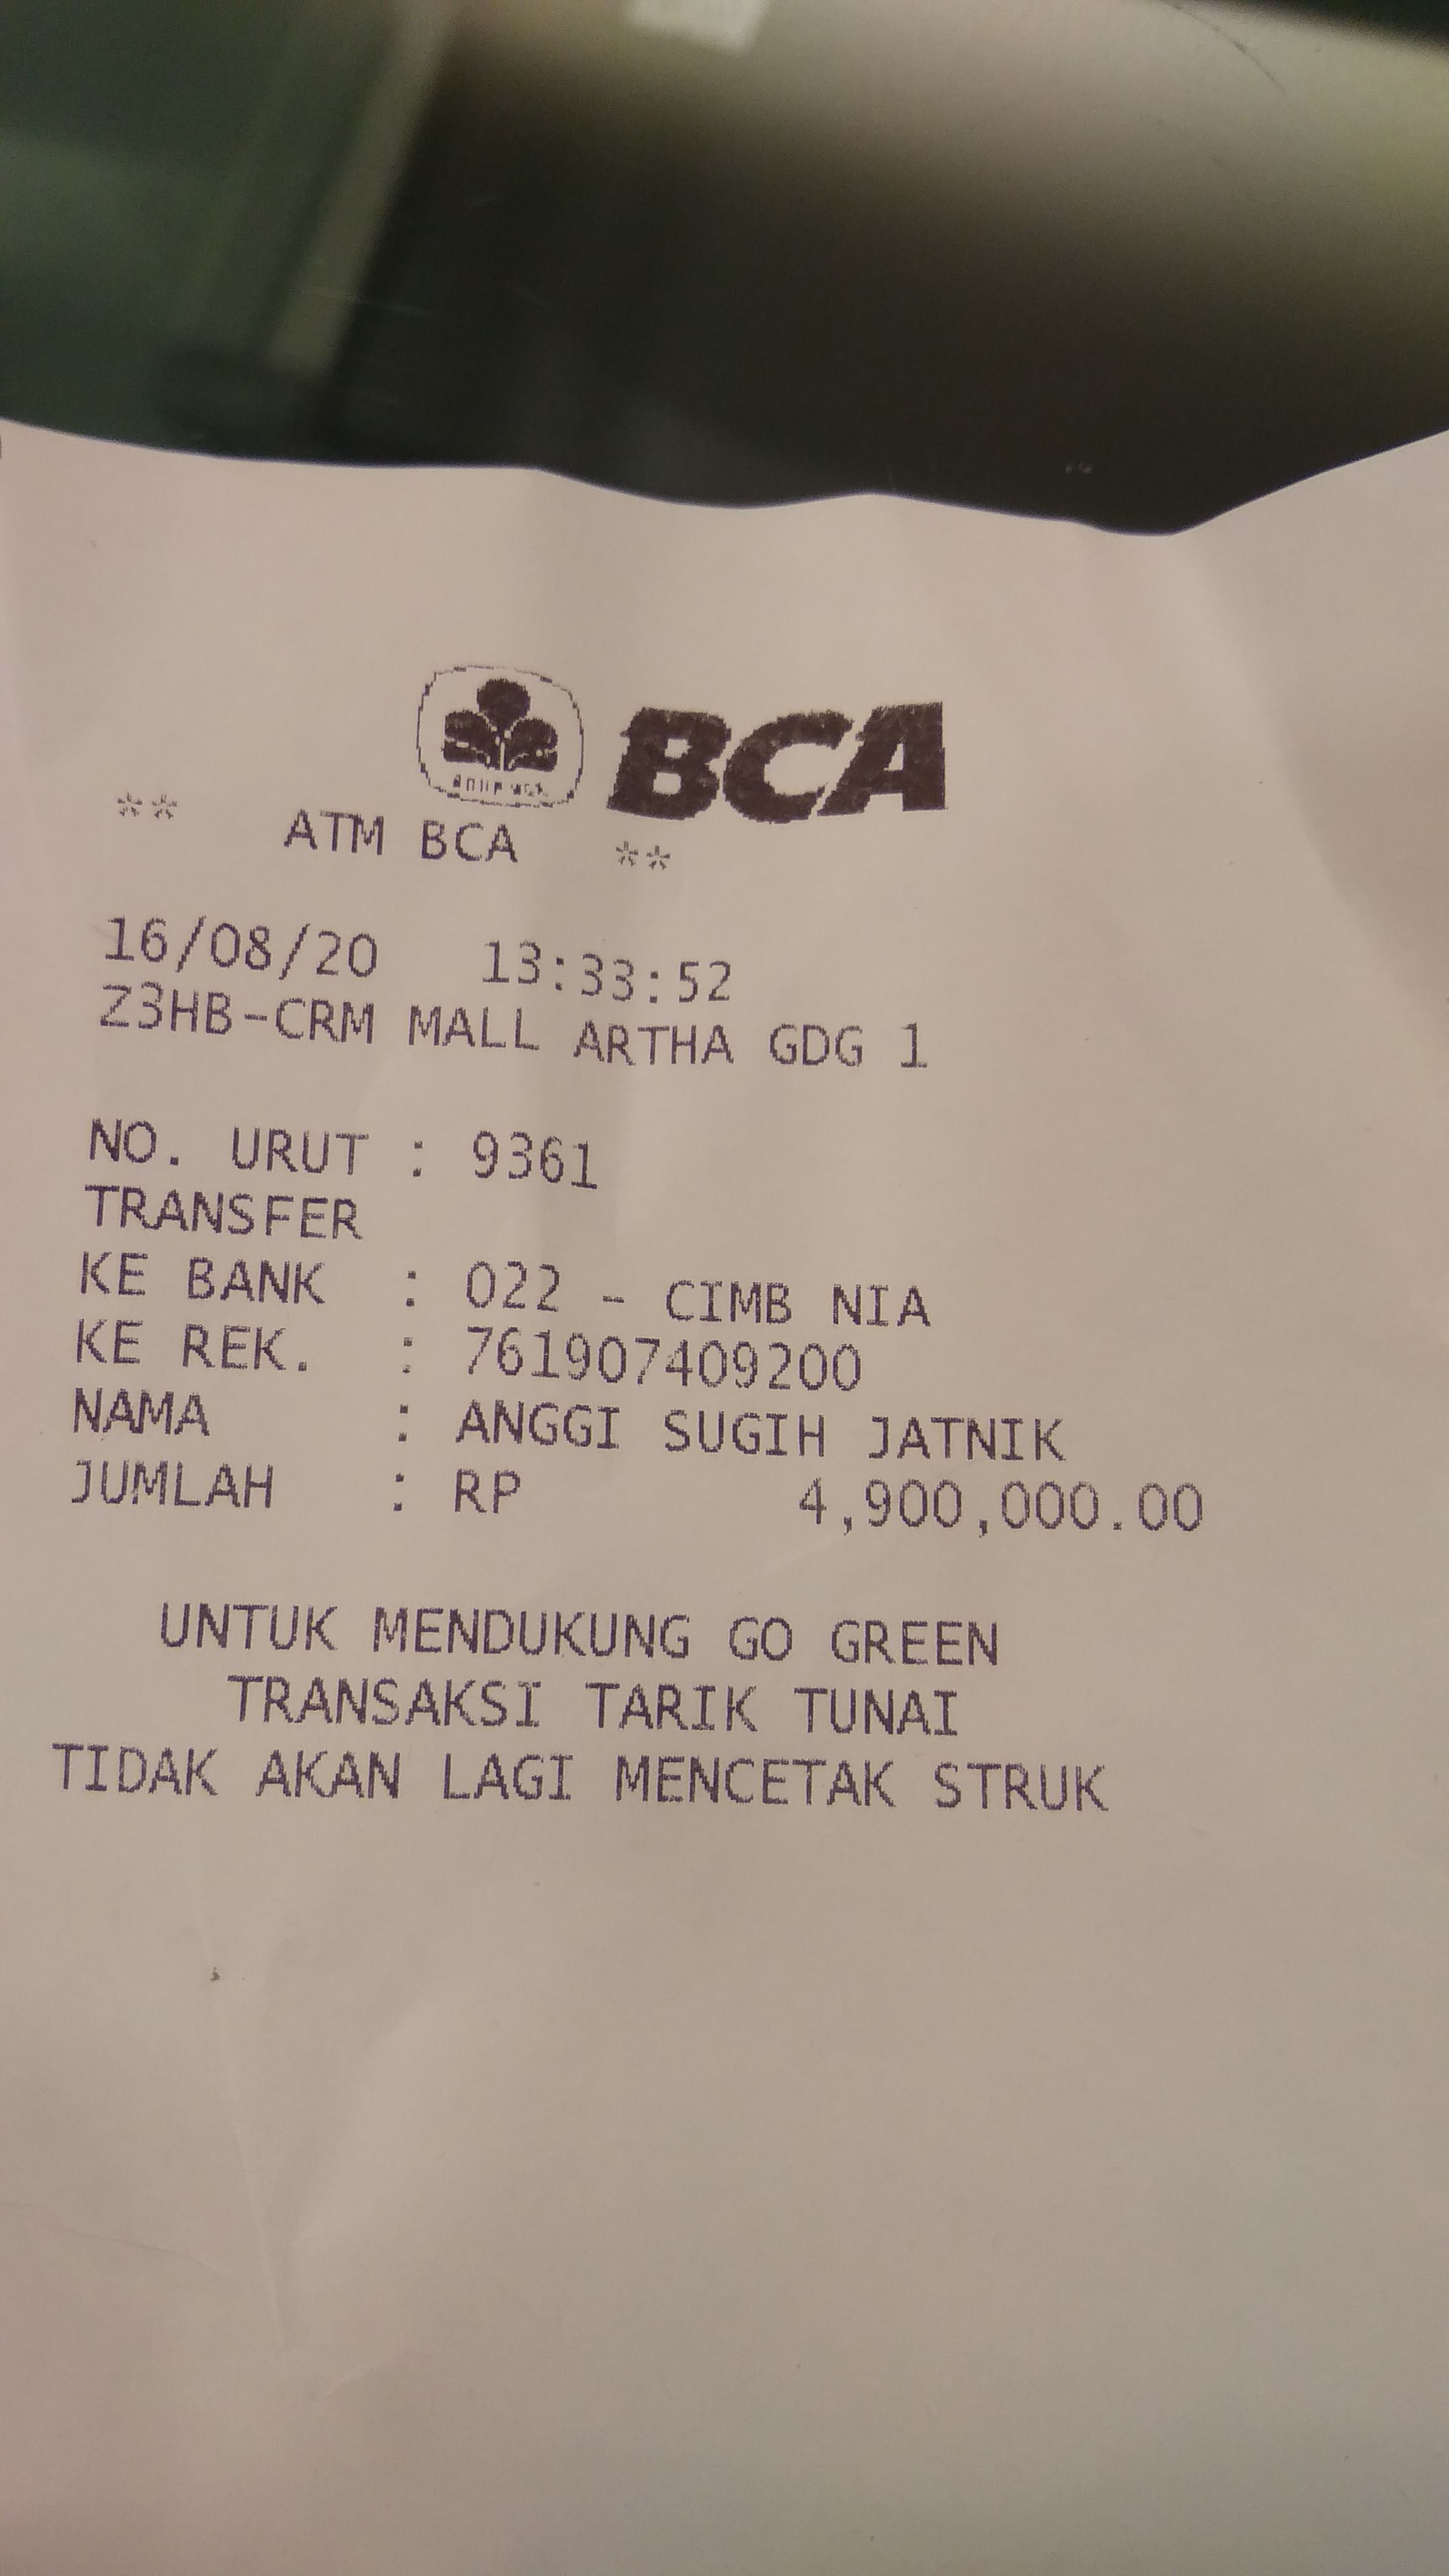 BCA
** ATM BCA **
16/08/20 13:33:52
Z3HB-CRM MALL ARTHA GDG 1
NO. URUT : 9361
TRANSFER
KE BANK : 022 - CIMB NIA
KE REK. : 761907409200
NAMA : ANGGI SUGIH JATNIK
JUMLAH : RP 4,900,000.00
UNTUK MENDUKUNG GO GREEN
TRANSAKSI TARIK TUNAI
TIDAK AKAN LAGI MENCETAK STRUK